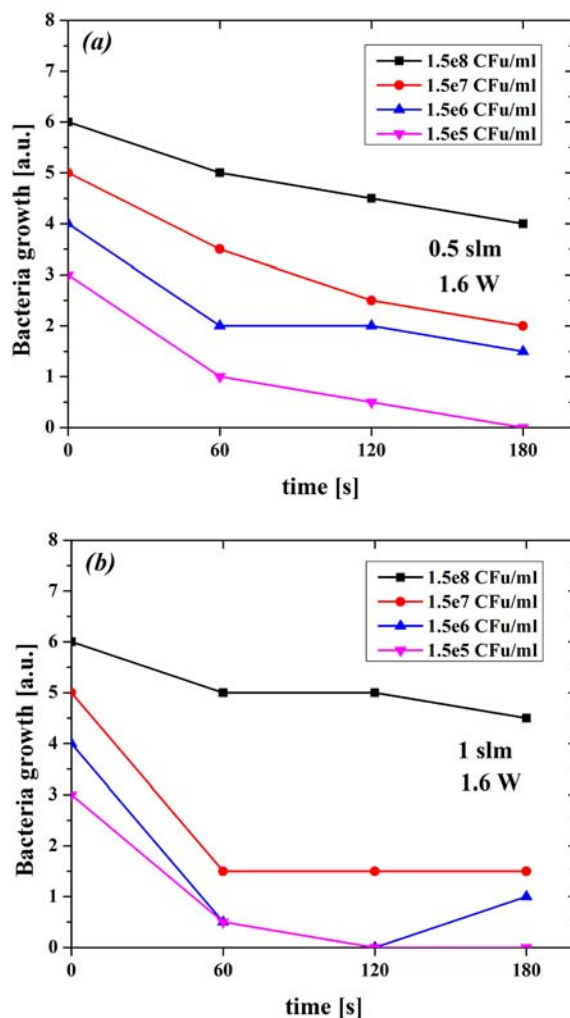 (a)
1.5e8 CFu/ml
1.5e7 CFu/ml
1.5e6 CFu/ml
1.5e5 CFu/ml
8
7
6
5
4
3
2
1
0
Bacteria growth [a.u.]
0.5 slm
1.6 W
0 60 120 180
time [s]
(b)
1.5e8 CFu/ml
1.5e7 CFu/ml
1.5e6 CFu/ml
1.5e5 CFu/ml
8
7
6
5
4
3
2
1
0
Bacteria growth [a.u.]
1 slm
1.6 W
0 60 120 180
time [s]